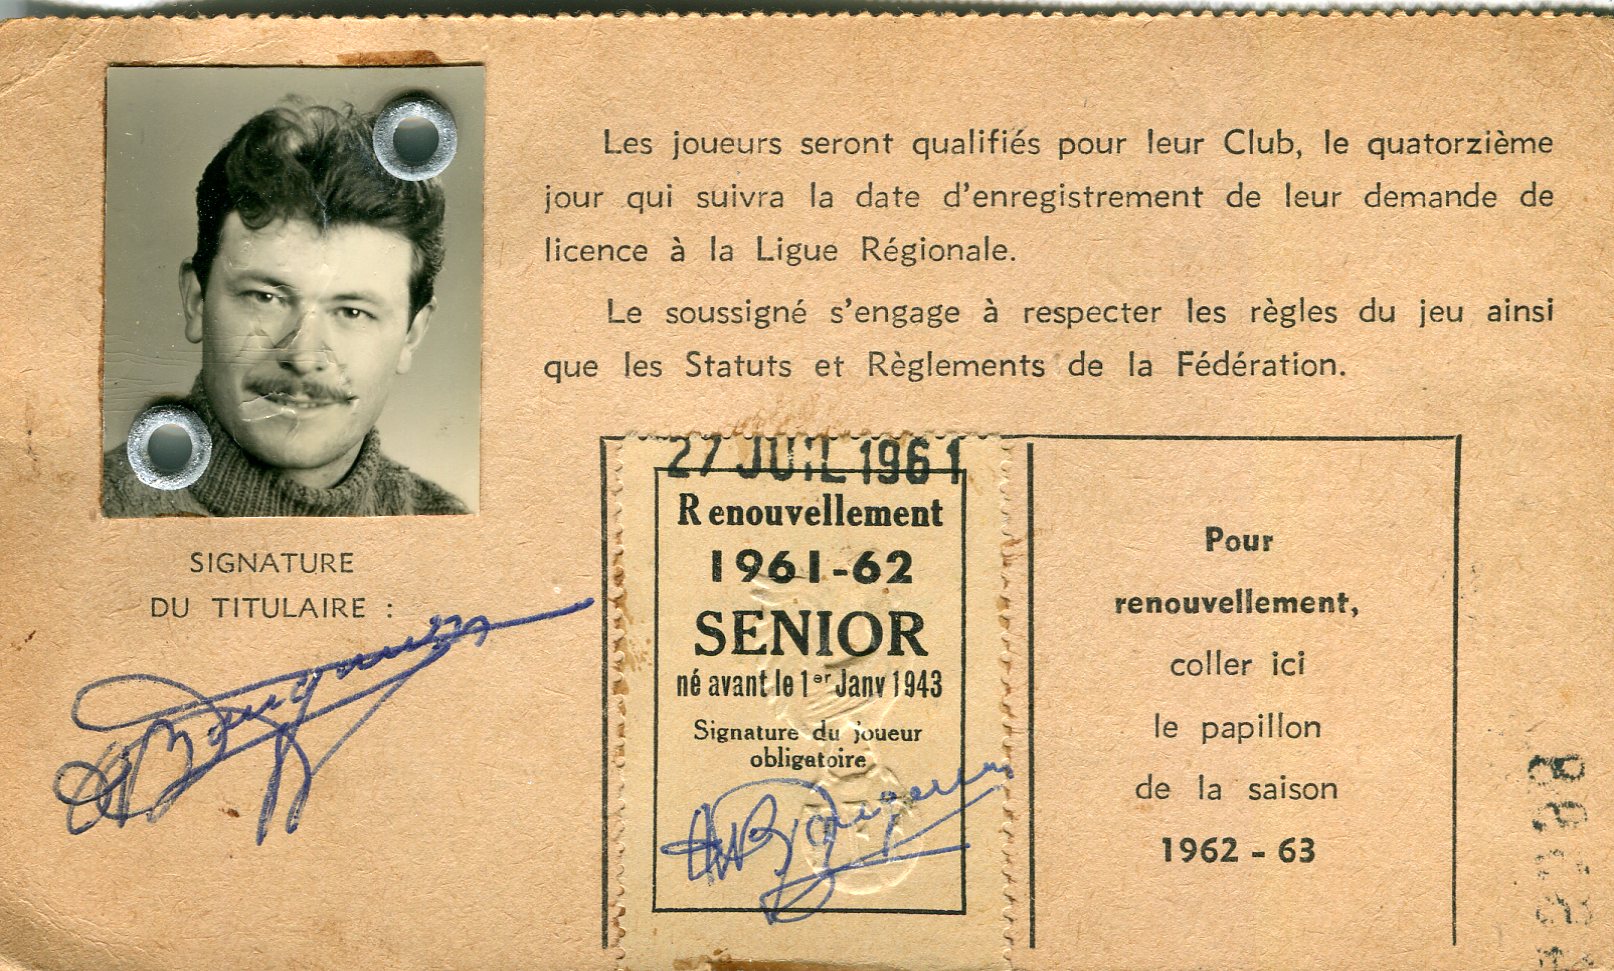 Les joueurs seront qualifiés pour leur Club, le quatorzième
jour qui suivra la date d'enregistrement de leur demande de
licence à la Ligue Régionale.
Le soussigné s'engage à respecter les règles du jeu ainsi
que les Statuts et Règlements de la Fédération.
SIGNATURE
DU TITULAIRE :
27 JUIL 1961
Renouvellement
1961-62
SENIOR
né avant le 1er Janv 1943
Signature du joueur
obligatoire
Pour
renouvellement,
coller ici
le papillon
de la saison
1962 - 63